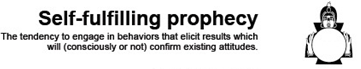 Self-fulfilling prophecy
The tendency to engage in behaviors that elicit results which
will (consciously or not) confirm existing attitudes.